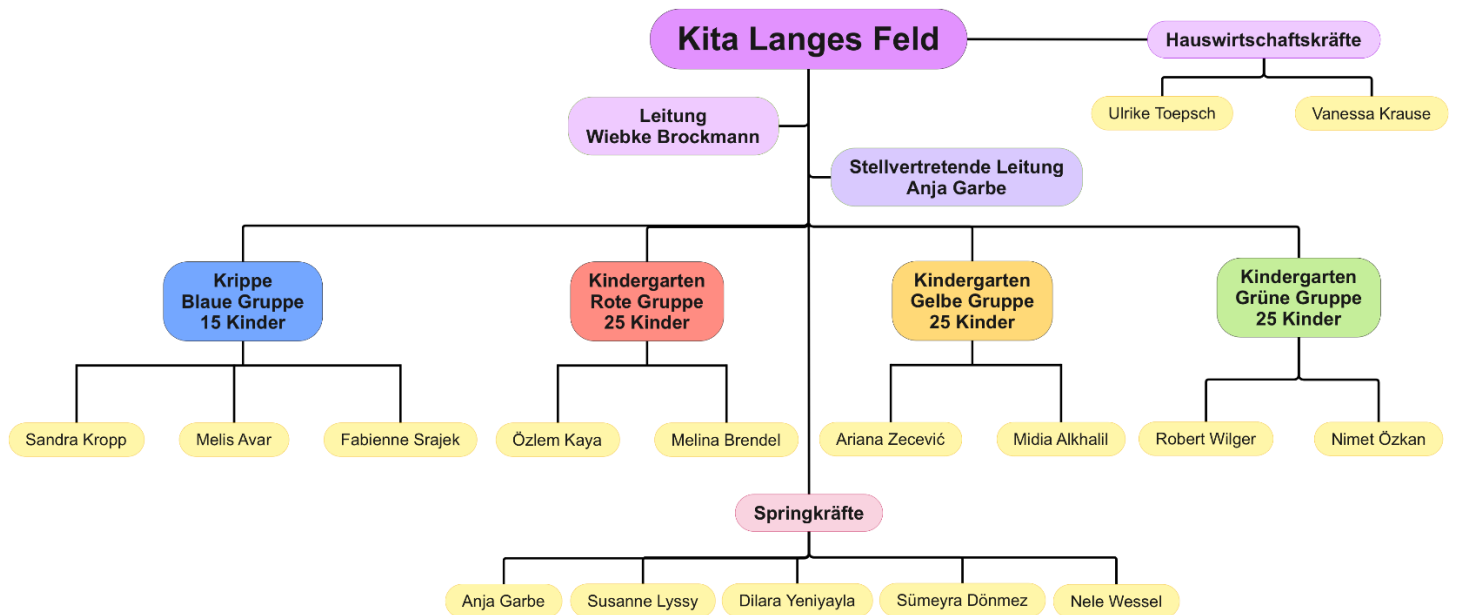 Kita Langes Feld
Hauswirtschaftskräfte
Ulrike Toepsch
Vanessa Krause
Leitung
Wiebke Brockmann
Stellvertretende Leitung
Anja Garbe
Krippe
Blaue Gruppe
15 Kinder
Kindergarten
Rote Gruppe
25 Kinder
Kindergarten
Gelbe Gruppe
25 Kinder
Kindergarten
Grüne Gruppe
25 Kinder
Sandra Kropp
Melis Avar
Fabienne Srajek
Özlem Kaya
Melina Brendel
Ariana Zecević
Midia Alkhalil
Robert Wilger
Nimet Özkan
Springkräfte
Anja Garbe
Susanne Lyssy
Dilara Yeniyayla
Sümeyra Dönmez
Nele Wessel